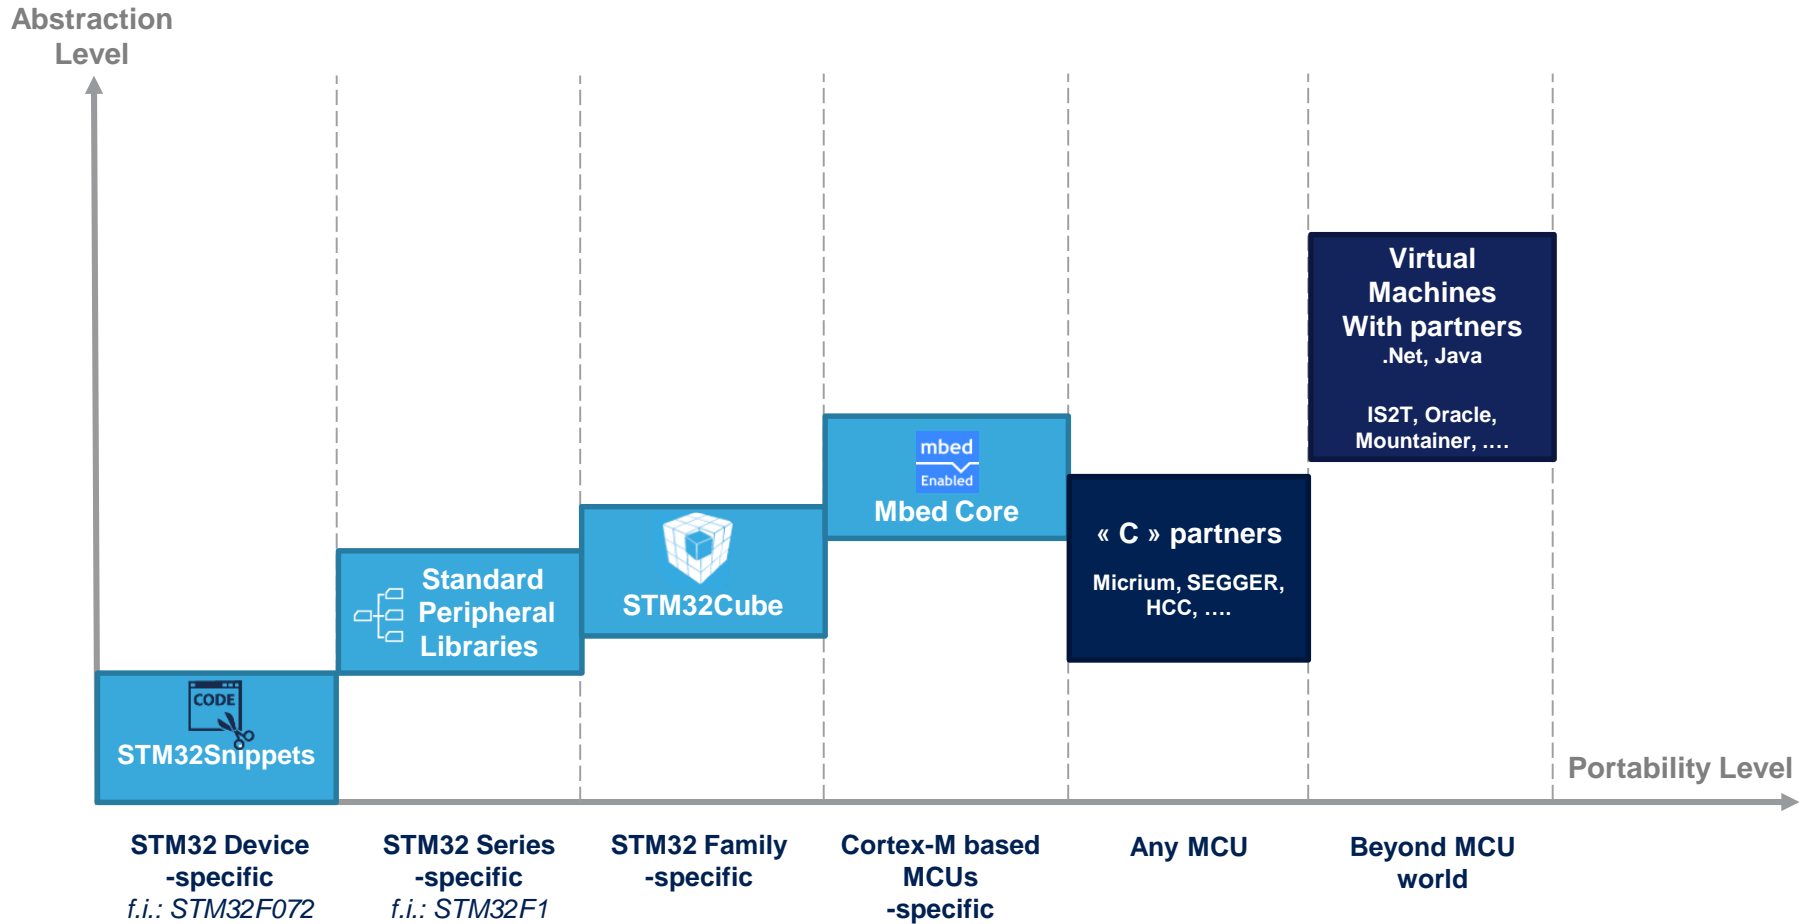 Abstraction
Level
Virtual
Machines
With partners
.Net, Java
IS2T, Oracle,
Mountainer, ....
mbed
Enabled
Mbed Core
« C » partners
Micrium, SEGGER,
HCC, ....
STM32Cube
Standard
Peripheral
Libraries
CODE
STM32Snippets
Portability Level
STM32 Device
-specific
f.i.: STM32F072
STM32 Series
-specific
f.i.: STM32F1
STM32 Family
-specific
Cortex-M based
MCUs
-specific
Any MCU
Beyond MCU
world